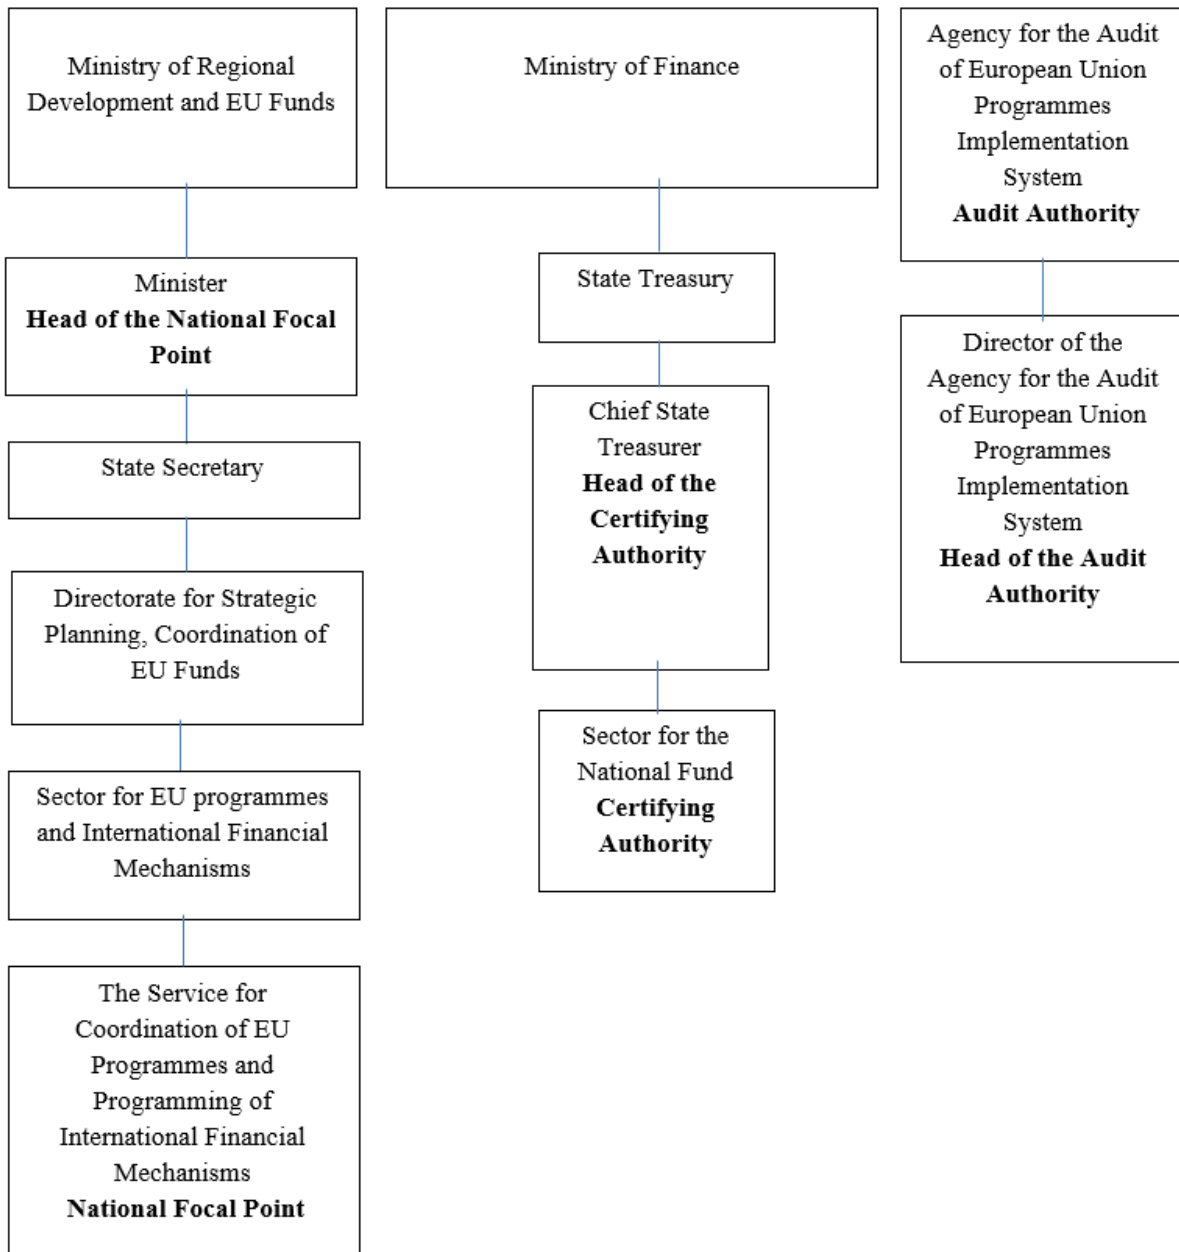 Ministry of Regional
Development and EU Funds
Minister
Head of the National Focal
Point
State Secretary
Directorate for Strategic
Planning, Coordination of
EU Funds
Sector for EU programmes
and International Financial
Mechanisms
The Service for
Coordination of EU
Programmes and
Programming of
International Financial
Mechanisms
National Focal Point
Ministry of Finance
State Treasury
Chief State
Treasurer
Head of the
Certifying
Authority
Sector for the
National Fund
Certifying
Authority
Agency for the Audit
of European Union
Programmes
Implementation
System
Audit Authority
Director of the
Agency for the Audit
of European Union
Programmes
Implementation
System
Head of the Audit
Authority